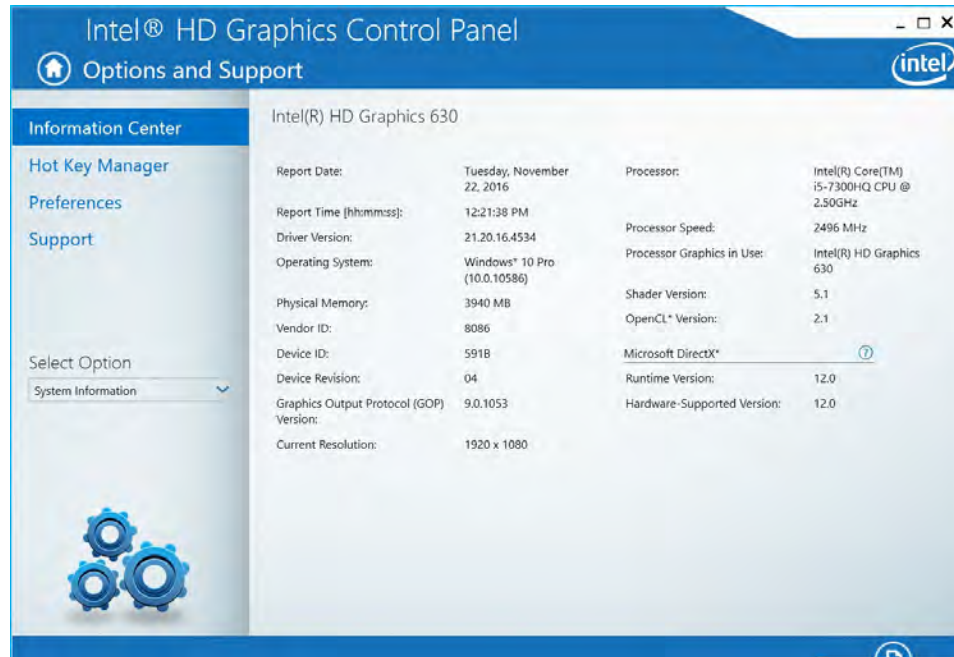 Intel® HD Graphics Control Panel
Options and Support
intel
Information Center
Hot Key Manager
Preferences
Support
Select Option
System Information
Intel(R) HD Graphics 630
Report Date: Tuesday, November
22, 2016
Report Time [hh:mm:ss]: 12:21:38 PM
Driver Version: 21.20.16.4534
Operating System: Windows* 10 Pro
(10.0.10586)
Physical Memory: 3940 MB
Vendor ID: 8086
Device ID: 591B
Device Revision: 04
Graphics Output Protocol (GOP) 9.0.1053
Version:
Current Resolution: 1920 x 1080
Processor: Intel(R) Core(TM)
i5-7300HQ CPU @
2.50GHz
Processor Speed: 2496 MHz
Processor Graphics in Use: Intel(R) HD Graphics
630
Shader Version: 5.1
OpenCL* Version: 2.1
Microsoft DirectX* ?
Runtime Version: 12.0
Hardware-Supported Version: 12.0